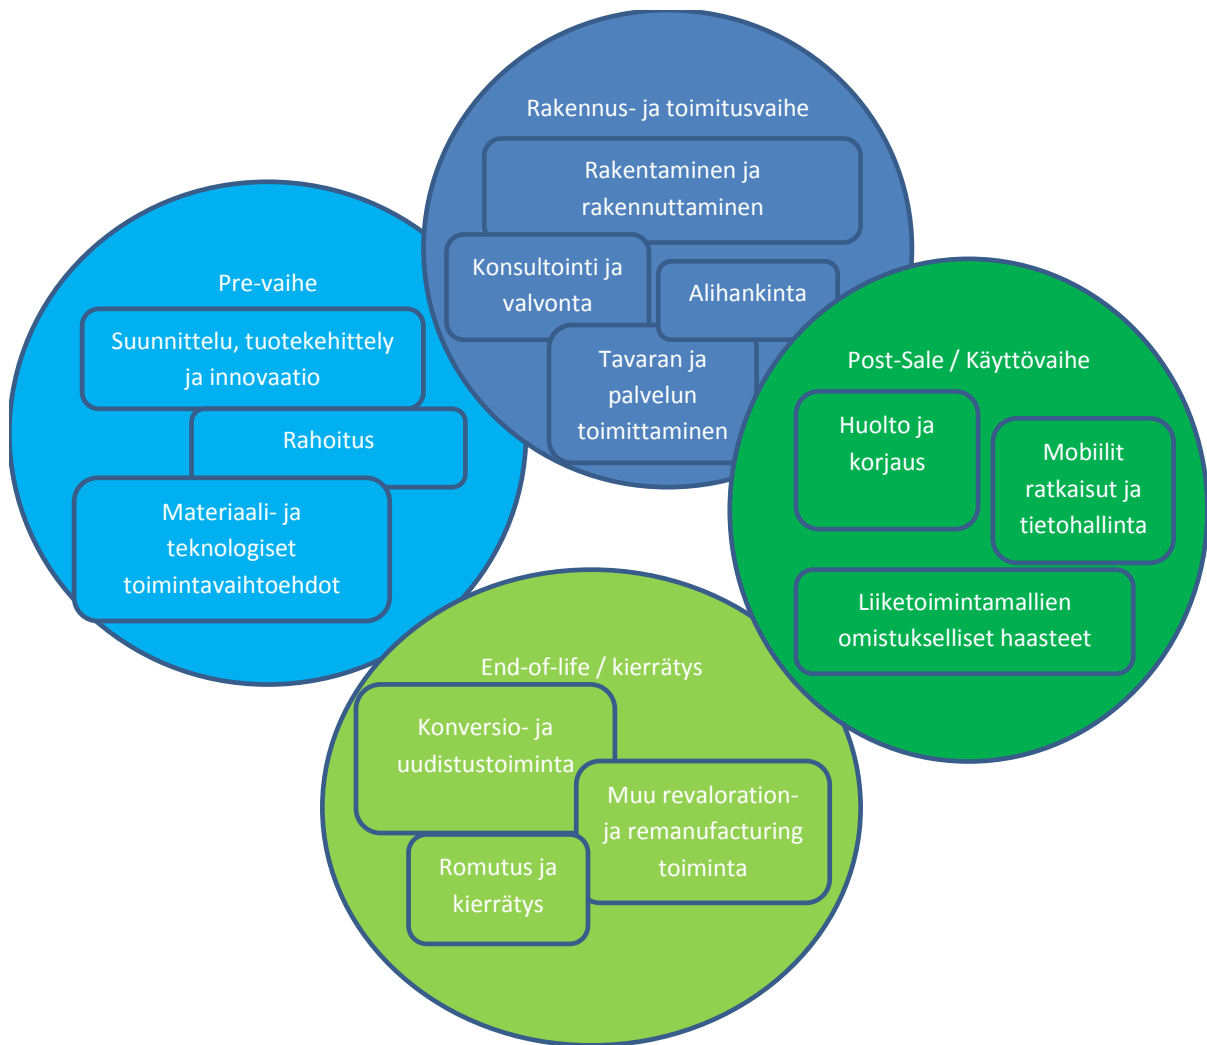 Rakennus- ja toimitusvaihe
Rakentaminen ja
rakennuttaminen
Konsultointi ja
valvonta
Alihankinta
Tavaran ja
palvelun
toimittaminen
Pre-vaihe
Suunnittelu, tuotekehittely
ja innovaatio
Rahoitus
Materiaali- ja
teknologiset
toimintavaihtoehdot
Post-Sale / Käyttövaihe
Huolto ja
korjaus
Mobiilit
ratkaisut ja
tietohallinta
Liiketoimintamallien
omistukselliset haasteet
End-of-life / kierrätys
Konversio- ja
uudistustoiminta
Muu revaloration-
ja remanufacturing
toiminta
Romutus ja
kierrätys